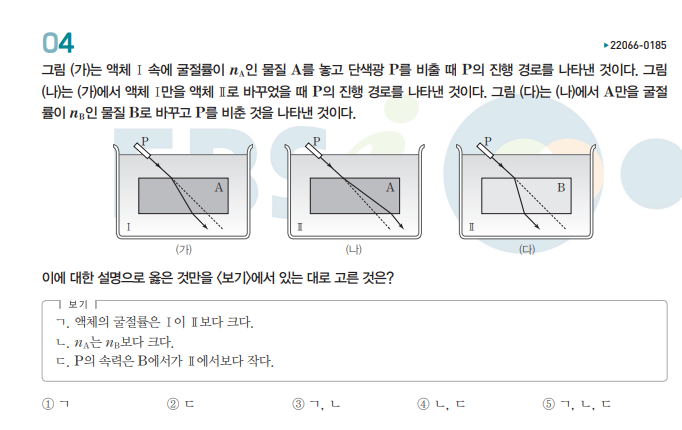 04
▶22066-0185
그림 (가)는 액체 Ⅰ 속에 굴절률이 nA인 물질 A를 놓고 단색광 P를 비출 때 P의 진행 경로를 나타낸 것이다. 그림
(나)는 (가)에서 액체 Ⅰ만을 액체 Ⅱ로 바꾸었을 때 P의 진행 경로를 나타낸 것이다. 그림 (다)는 (나)에서 A만을 굴절
률이 nB인 물질 B로 바꾸고 P를 비춘 것을 나타낸 것이다.
P P P
A A B
Ⅰ Ⅱ Ⅱ
(가) (나) (다)
이에 대한 설명으로 옳은 것만을 〈보기〉에서 있는 대로 고른 것은?
보기
ㄱ. 액체의 굴절률은 Ⅰ이 Ⅱ보다 크다.
ㄴ. nA는 nB보다 크다.
ㄷ. P의 속력은 B에서가 Ⅱ에서보다 작다.
① ㄱ ② ㄷ ③ ㄱ, ㄴ ④ ㄴ, ㄷ ⑤ ㄱ, ㄴ, ㄷ
EBSi